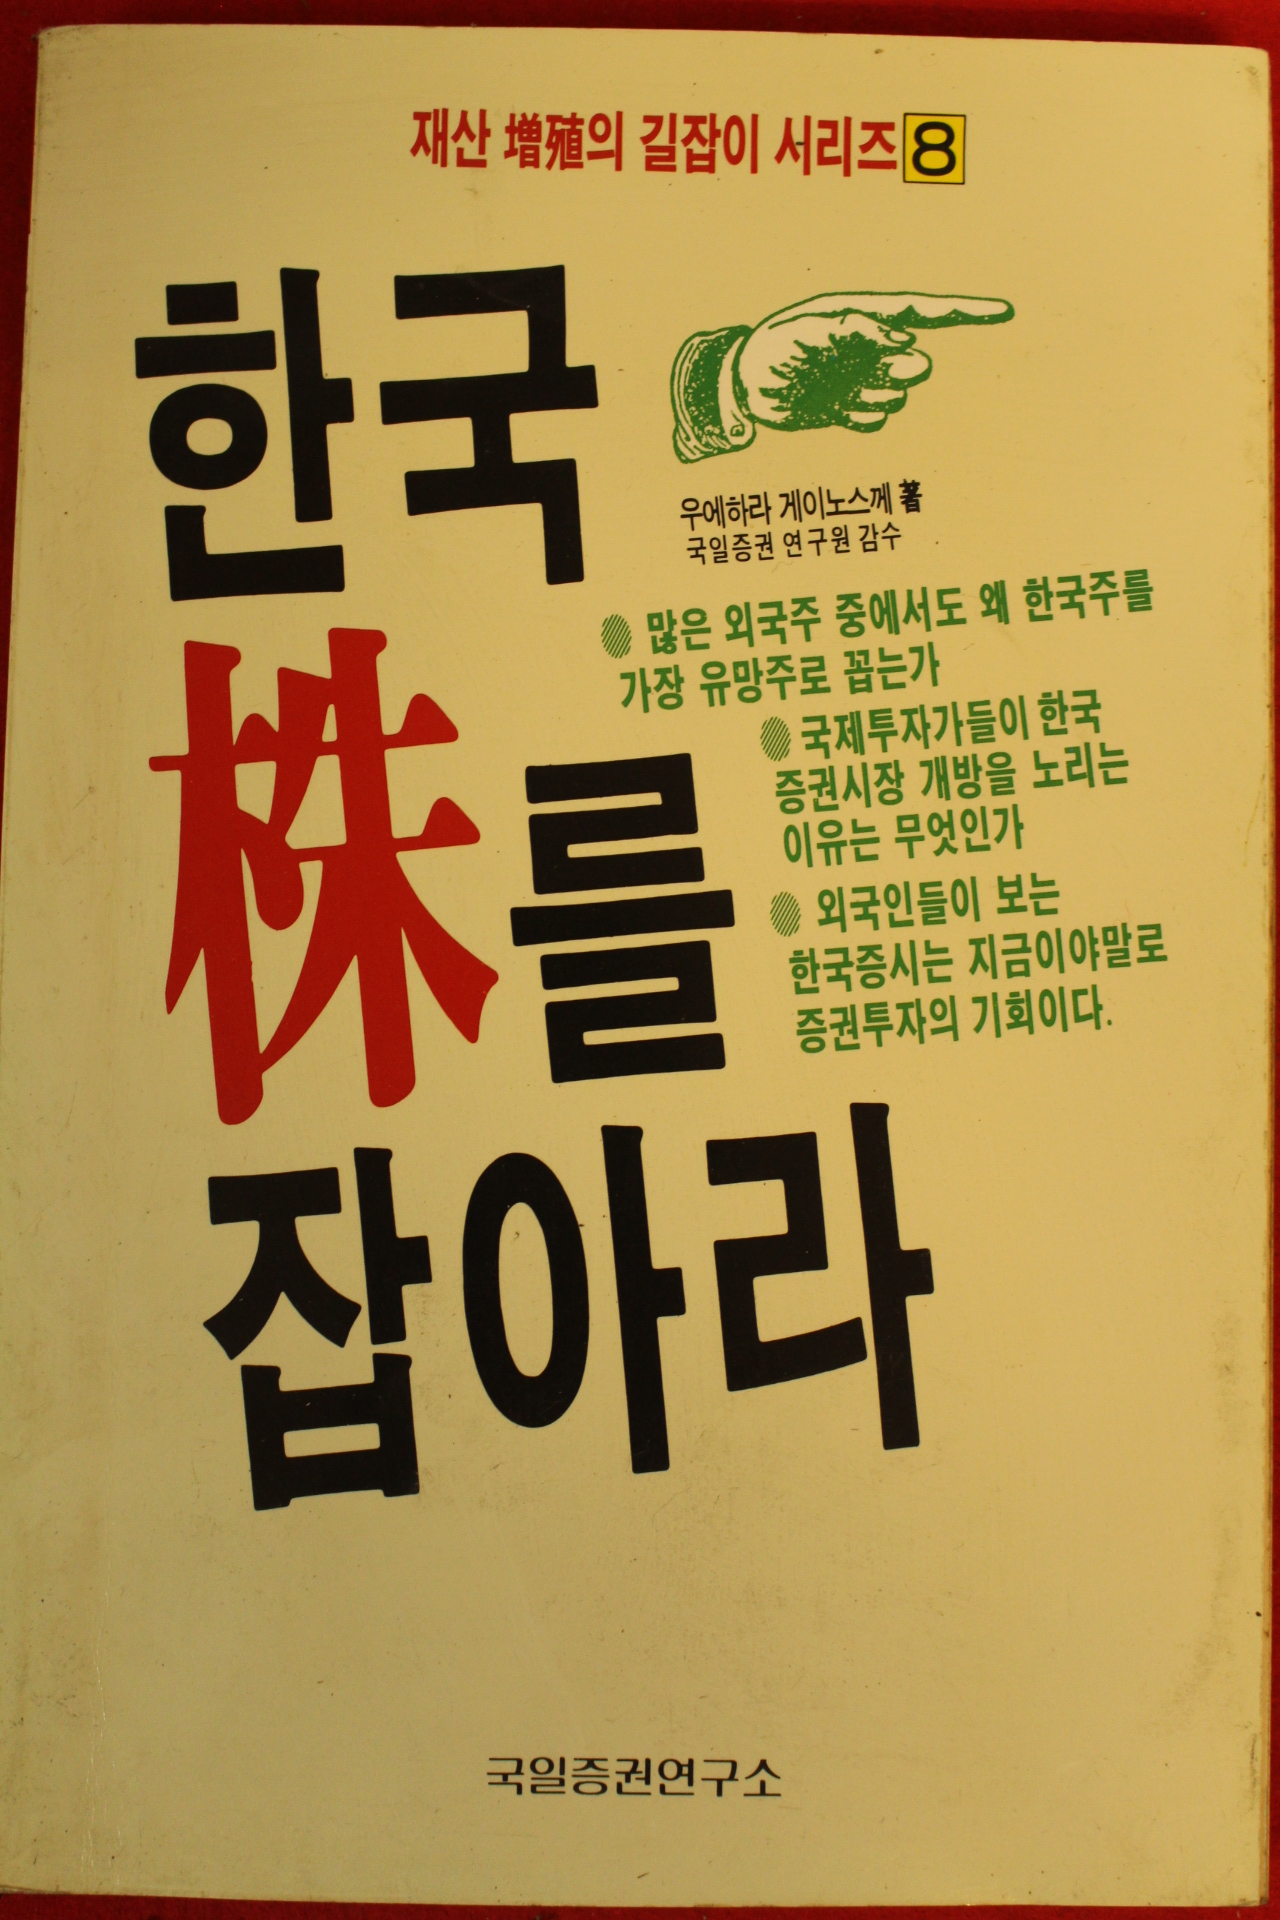 재산 增殖의 길잡이 서리즈 8
한국
株를
잡아라
우에하라 게이노스께 著
국일증권 연구원 감수
많은 외국주 중에서도 왜 한국주를
가장 유망주로 꼽는가
국제투자가들이 한국
증권시장 개방을 노리는
이유는 무엇인가
외국인들이 보는
한국증시는 지금이야말로
증권투자의 기회이다.
국일증권연구소